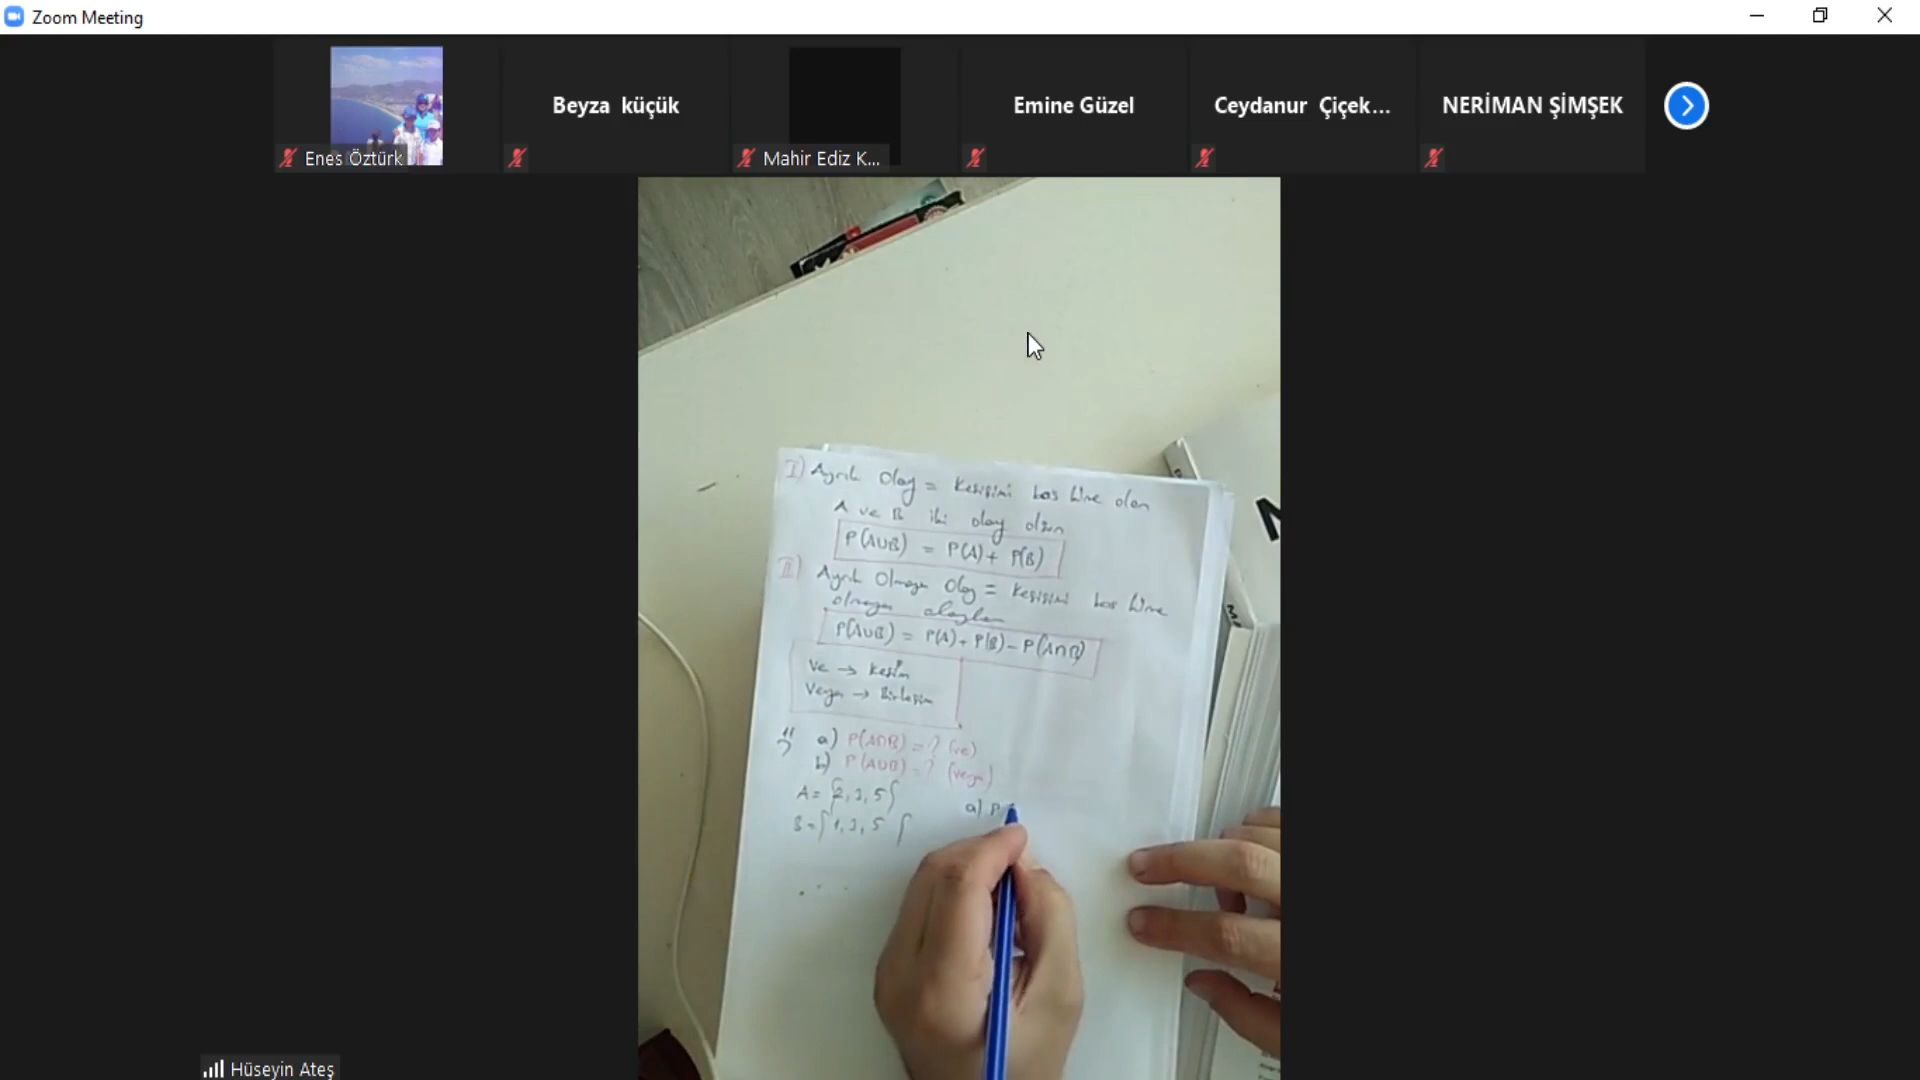 Zoom Meeting
Enes Öztürk
Beyza küçük
Mahir Ediz K...
Emine Güzel
Ceydanur Çiçek...
NERİMAN ŞİMŞEK
I) Ayrık Olay = Kesişimi boş küme olan
A ve B iki olay olsun
P(A∪B) = P(A) + P(B)
II) Ayrık Olmayan Olay = Kesişimi boş küme
olmayan olaylar
P(A∪B) = P(A) + P(B) - P(A∩B)
Ve → Kesişim
Veya → Birleşim
a) P(A∩B) = ? (ve)
b) P(A∪B) = ? (veya)
A = {2, 3, 5}
B = {1, 3, 5 }
a) P
Hüseyin Ateş